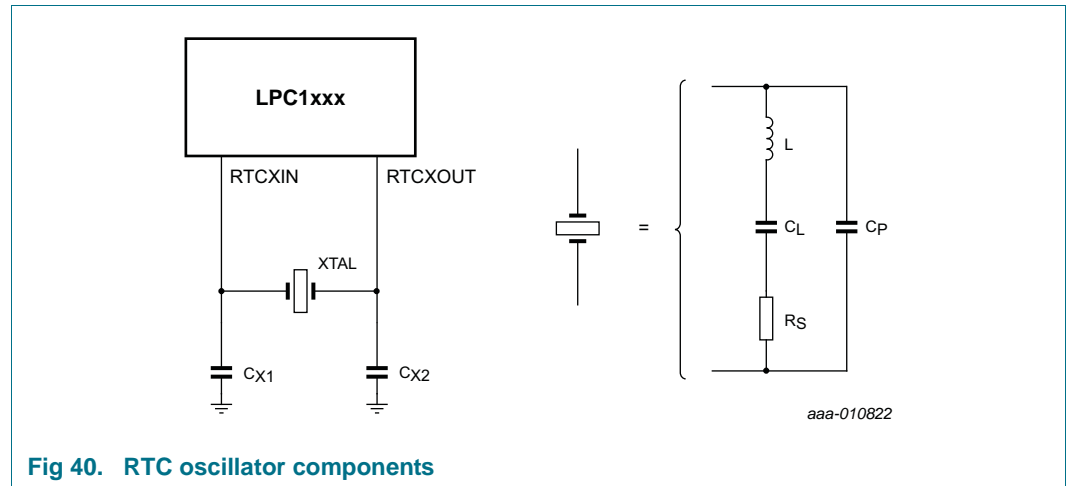 LPC1xxx
RTCXIN
RTCXOUT
XTAL
CX1
CX2
=
L
CL
CP
RS
aaa-010822
Fig 40. RTC oscillator components